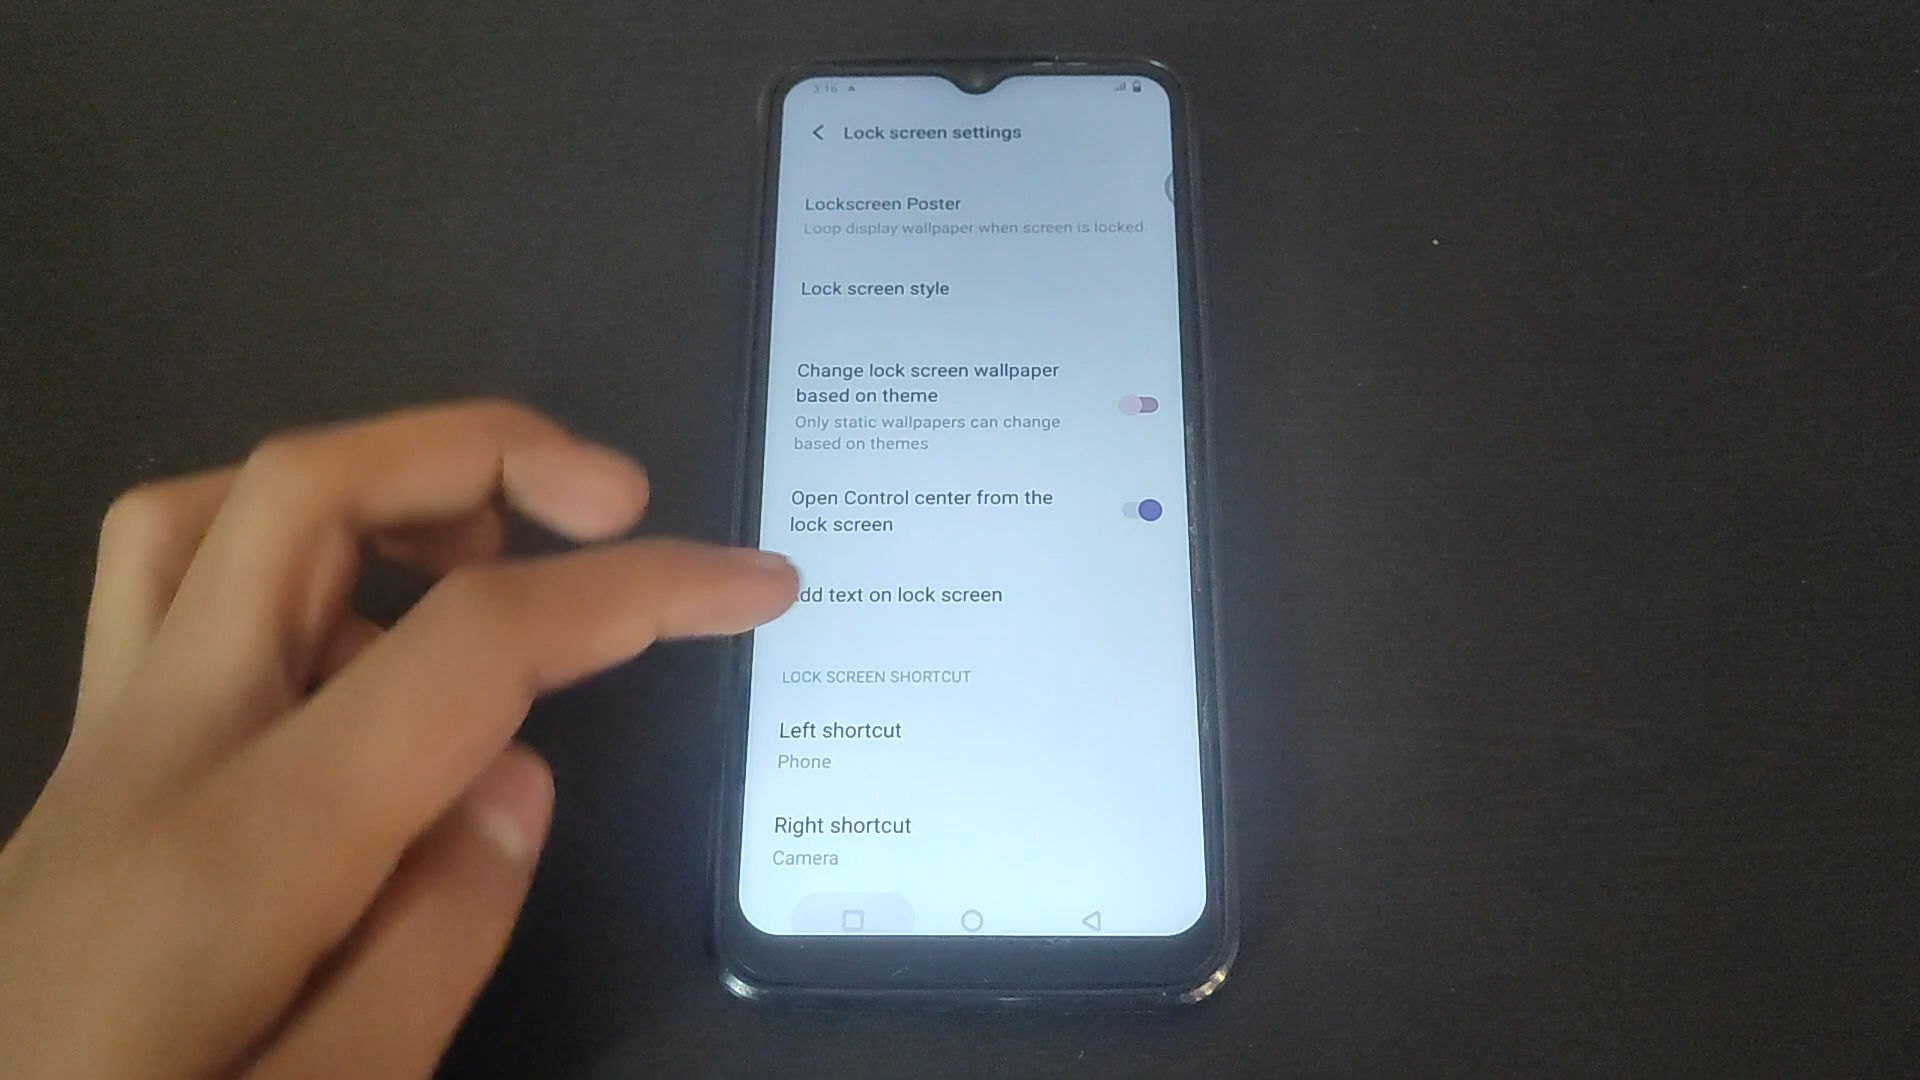 3:16
Lock screen settings
Lockscreen Poster
Loop display wallpaper when screen is locked
Lock screen style
Change lock screen wallpaper
based on theme
Only static wallpapers can change
based on themes
Open Control center from the
lock screen
dd text on lock screen
LOCK SCREEN SHORTCUT
Left shortcut
Phone
Right shortcut
Camera